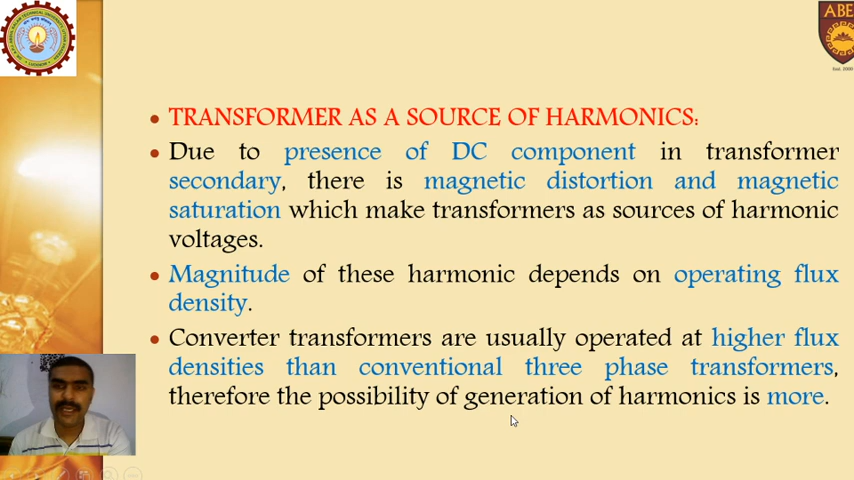 ABE
Estd. 2000
• TRANSFORMER AS A SOURCE OF HARMONICS:
• Due to presence of DC component in transformer
secondary, there is magnetic distortion and magnetic
saturation which make transformers as sources of harmonic
voltages.
• Magnitude of these harmonic depends on operating flux
density.
• Converter transformers are usually operated at higher flux
densities than conventional three phase transformers,
therefore the possibility of generation of harmonics is more.